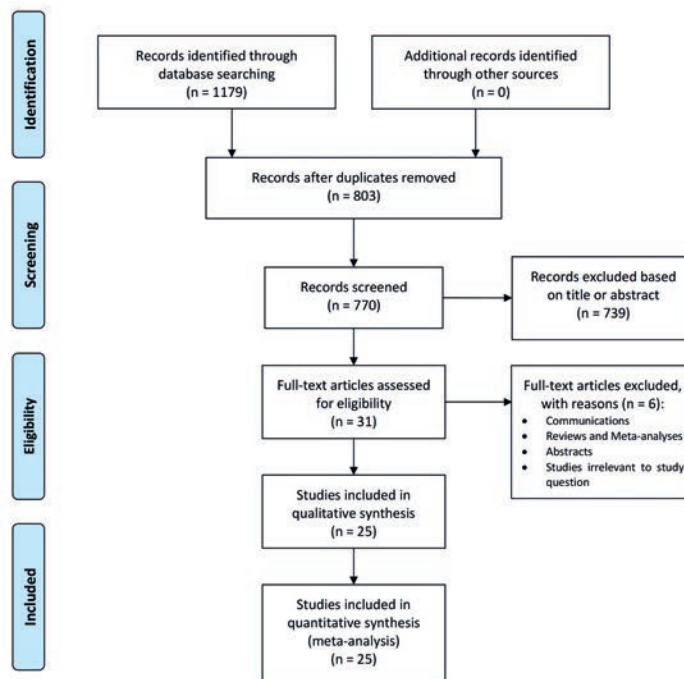 Identification
Records identified through
database searching
(n = 1179)
Additional records identified
through other sources
(n = 0)
Records after duplicates removed
(n = 803)
Screening
Records screened
(n = 770)
Records excluded based
on title or abstract
(n = 739)
Eligibility
Full-text articles assessed
for eligibility
(n = 31)
Full-text articles excluded,
with reasons (n = 6):
• Communications
• Reviews and Meta-analyses
• Abstracts
• Studies irrelevant to study
question
Studies included in
qualitative synthesis
(n = 25)
Included
Studies included in
quantitative synthesis
(meta-analysis)
(n = 25)